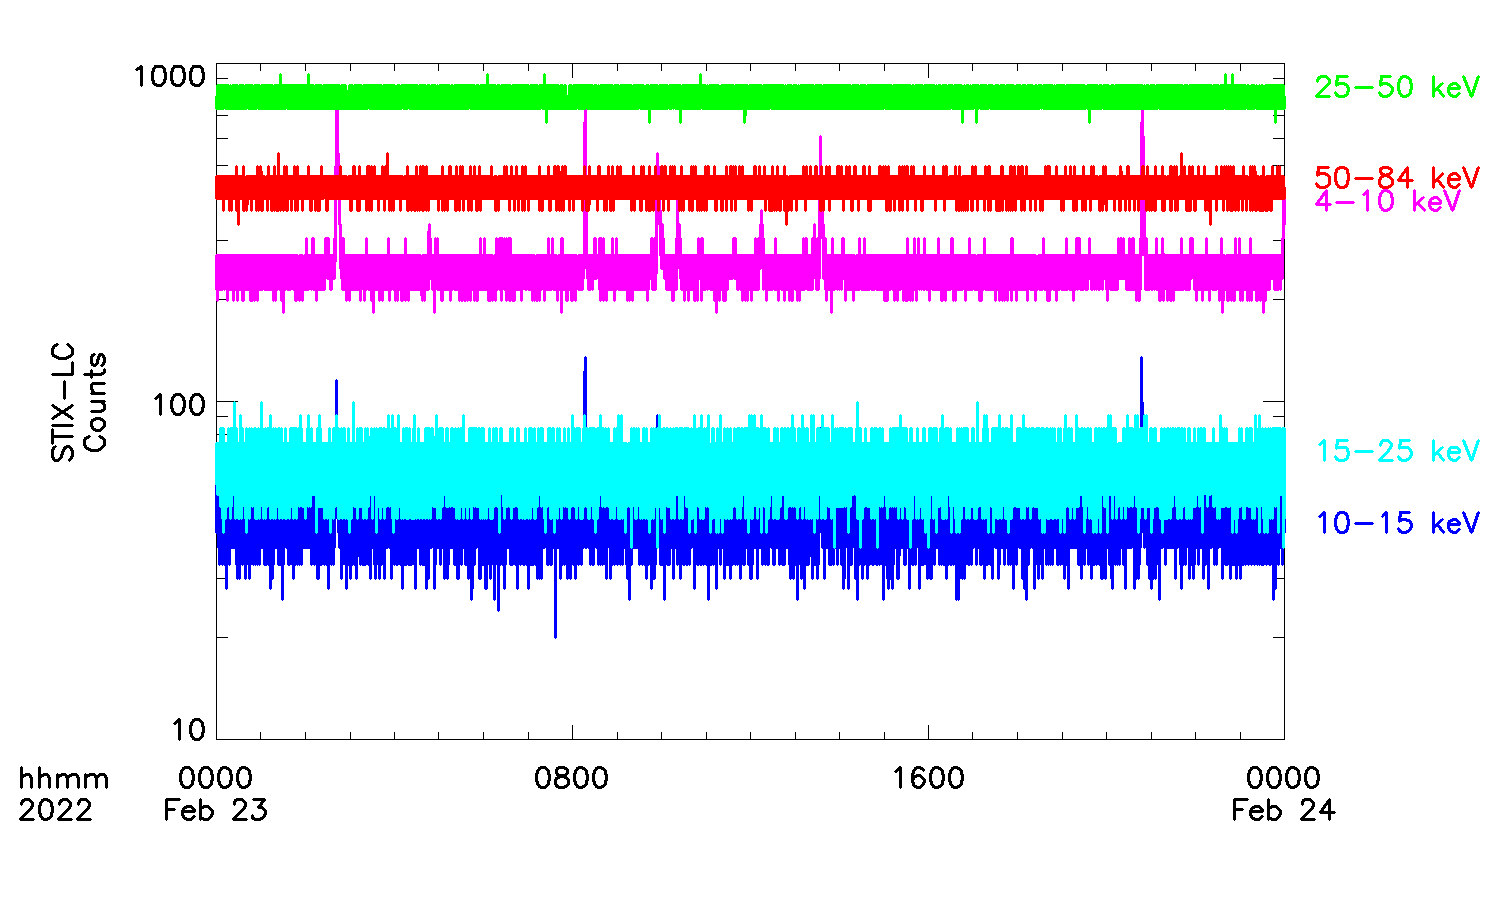 1000
25-50 keV
50-84 keV
4-10 keV
STIX-LC
Counts
100
15-25 keV
10-15 keV
10
hhmm 0000 0800 1600 0000
2022 Feb 23 Feb 24